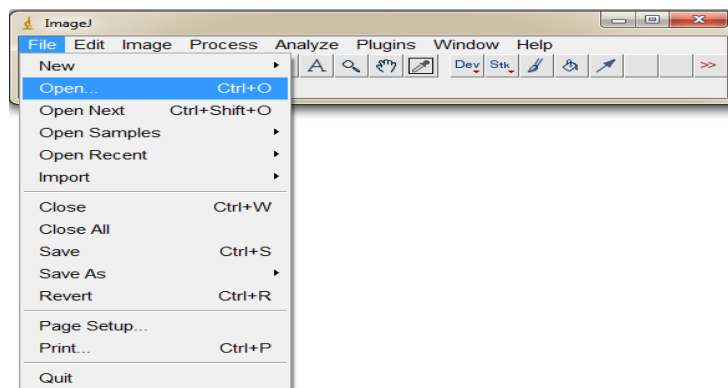 ImageJ
File Edit Image Process Analyze Plugins Window Help
New
A Dev Stk >>
Open... Ctrl+O
Open Next Ctrl+Shift+O
Open Samples
Open Recent
Import
Close Ctrl+W
Close All
Save Ctrl+S
Save As
Revert Ctrl+R
Page Setup...
Print... Ctrl+P
Quit